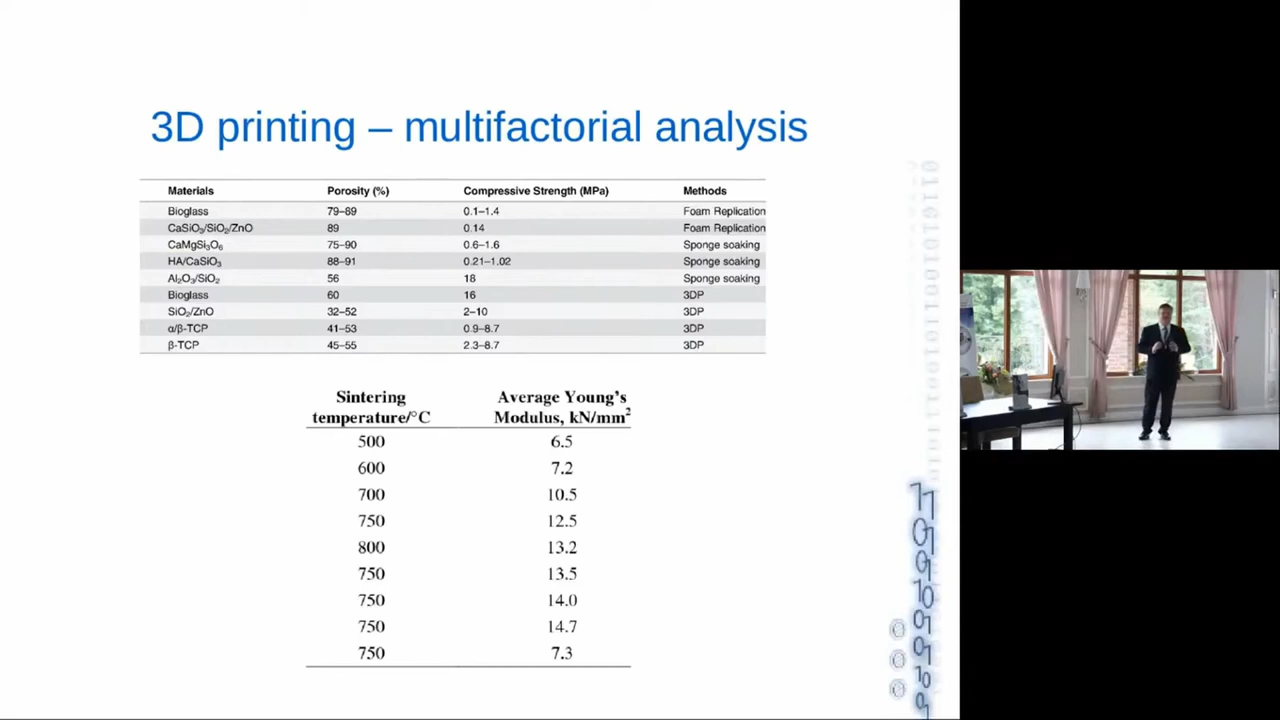 3D printing – multifactorial analysis
Materials Porosity (%) Compressive Strength (MPa) Methods
Bioglass 79–89 0.1–1.4 Foam Replication
CaSiO₃/SiO₂/ZnO 89 0.14 Foam Replication
CaMgSi₂O₆ 75–90 0.6–1.6 Sponge soaking
HA/CaSiO₃ 88–91 0.21–1.02 Sponge soaking
Al₂O₃/SiO₂ 56 18 Sponge soaking
Bioglass 60 16 3DP
SiO₂/ZnO 32–52 2–10 3DP
α/β-TCP 41–53 0.9–8.7 3DP
β-TCP 45–55 2.3–8.7 3DP
Sintering Average Young's
temperature/°C Modulus, kN/mm²
500 6.5
600 7.2
700 10.5
750 12.5
800 13.2
750 13.5
750 14.0
750 14.7
750 7.3